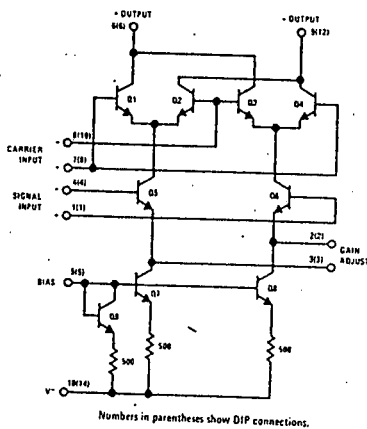 + OUTPUT
6(6)
- OUTPUT
9(12)
Q1
Q2
Q3
Q4
8(10)
CARRIER
INPUT
7(8)
4(4)
SIGNAL
INPUT
1(1)
Q5
Q6
2(2)
GAIN
ADJUST
3(3)
BIAS
5(5)
Q7
Q8
500
500
500
V-
10(14)
Numbers in parentheses show DIP connections.